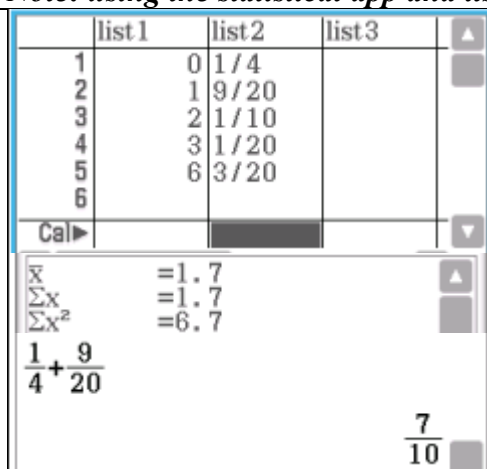 Note: using the statistical app and
list1 list2 list3
1 0 1/4
2 1 9/20
3 2 1/10
4 3 1/20
5 6 3/20
6
Cal▶
x̄ =1.7
Σx =1.7
Σx² =6.7
1/4+9/20
7/10